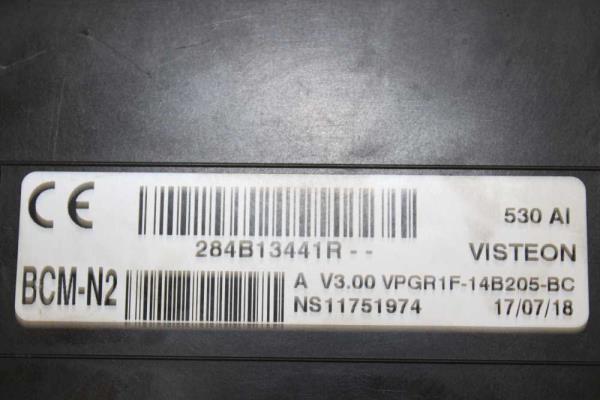 CE
530 AI
284B13441R - -
VISTEON
BCM-N2
A V3.00 VPGR1F-14B205-BC
NS11751974
17/07/18